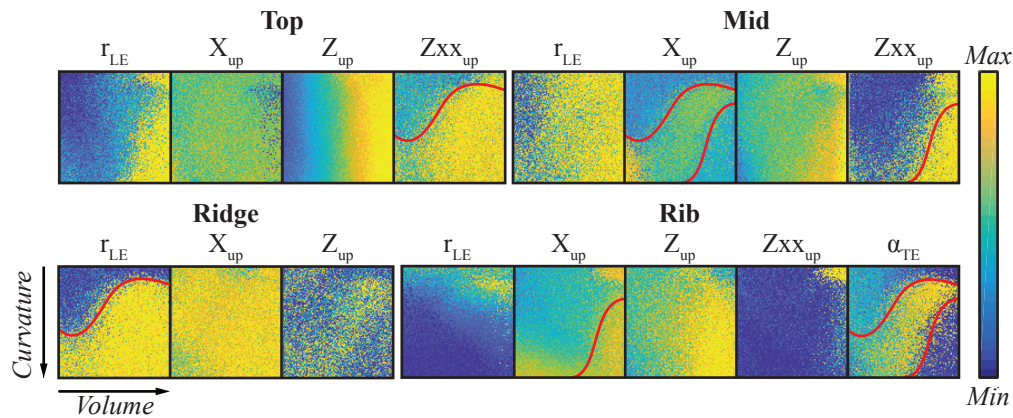 Top Mid
r_LE X_up Z_up Zxx_up r_LE X_up Z_up Zxx_up Max
Ridge Rib
r_LE X_up Z_up r_LE X_up Z_up Zxx_up α_TE
Curvature
Volume Min